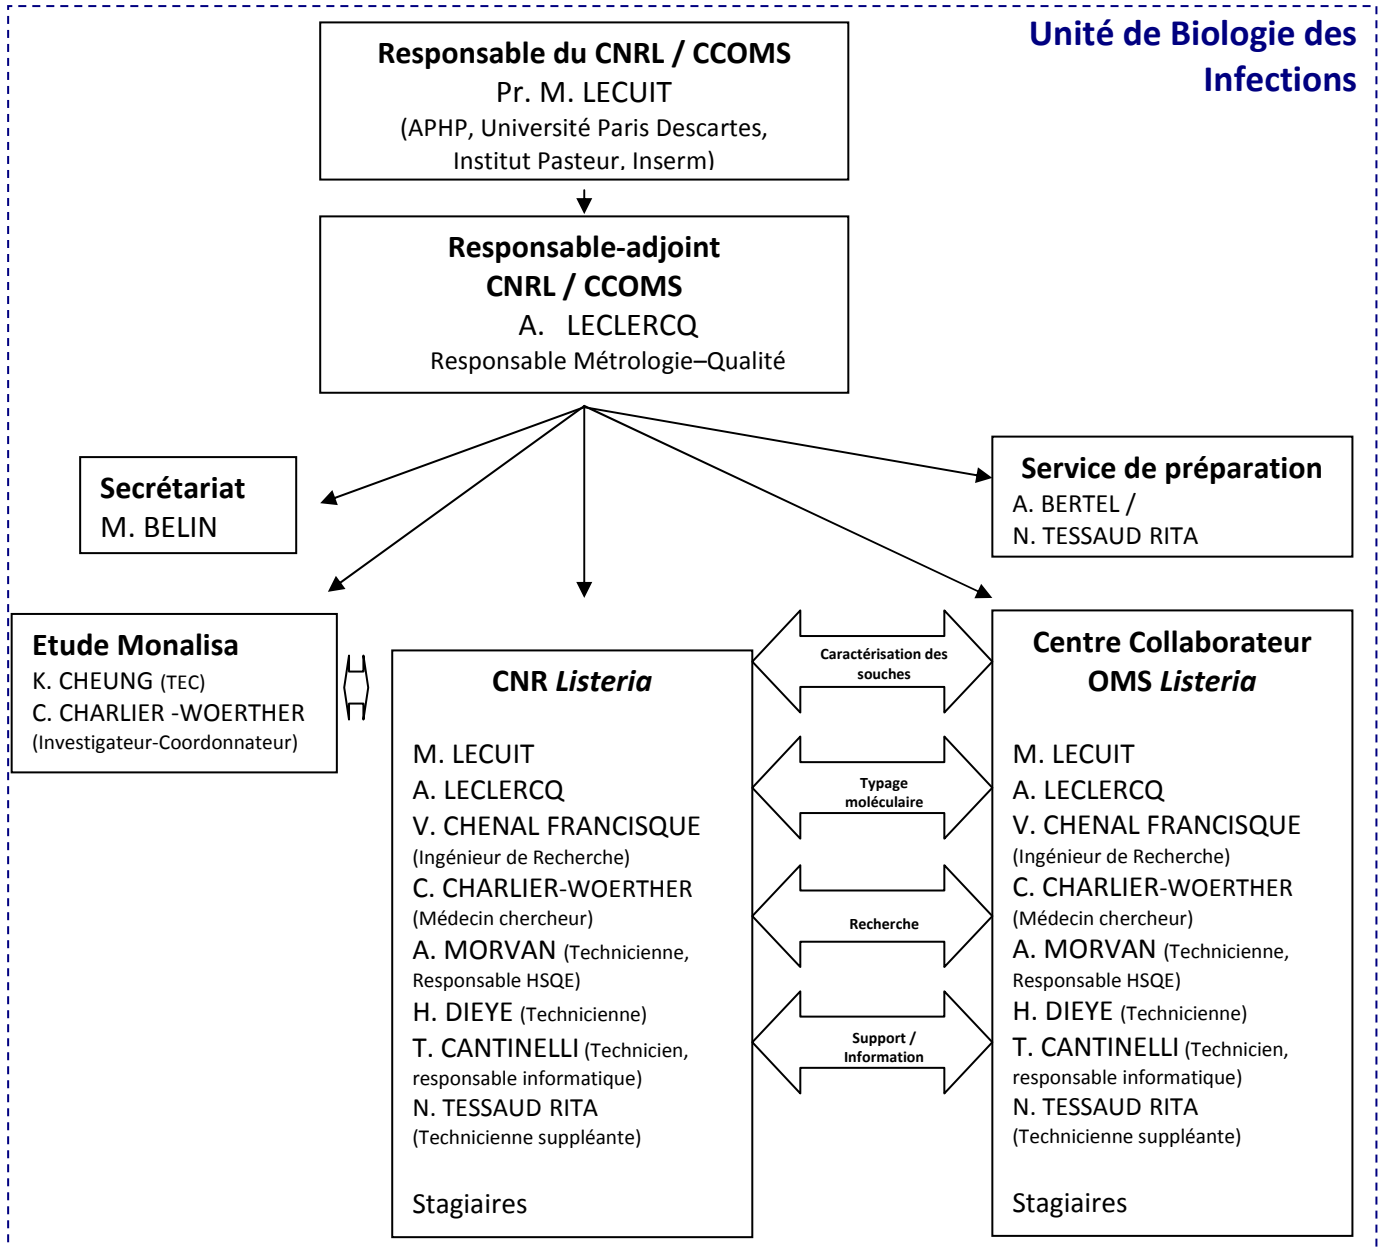 Unité de Biologie des
Infections
Responsable du CNRL / CCOMS
Pr. M. LECUIT
(APHP, Université Paris Descartes,
Institut Pasteur, Inserm)
Responsable-adjoint
CNRL / CCOMS
A. LECLERCQ
Responsable Métrologie–Qualité
Secrétariat
M. BELIN
Service de préparation
A. BERTEL /
N. TESSAUD RITA
Etude Monalisa
K. CHEUNG (TEC)
C. CHARLIER -WOERTHER
(Investigateur-Coordonnateur)
CNR Listeria
M. LECUIT
A. LECLERCQ
V. CHENAL FRANCISQUE
(Ingénieur de Recherche)
C. CHARLIER-WOERTHER
(Médecin chercheur)
A. MORVAN (Technicienne,
Responsable HSQE)
H. DIEYE (Technicienne)
T. CANTINELLI (Technicien,
responsable informatique)
N. TESSAUD RITA
(Technicienne suppléante)
Stagiaires
Caractérisation des
souches
Typage
moléculaire
Recherche
Support /
Information
Centre Collaborateur
OMS Listeria
M. LECUIT
A. LECLERCQ
V. CHENAL FRANCISQUE
(Ingénieur de Recherche)
C. CHARLIER-WOERTHER
(Médecin chercheur)
A. MORVAN (Technicienne,
Responsable HSQE)
H. DIEYE (Technicienne)
T. CANTINELLI (Technicien,
responsable informatique)
N. TESSAUD RITA
(Technicienne suppléante)
Stagiaires